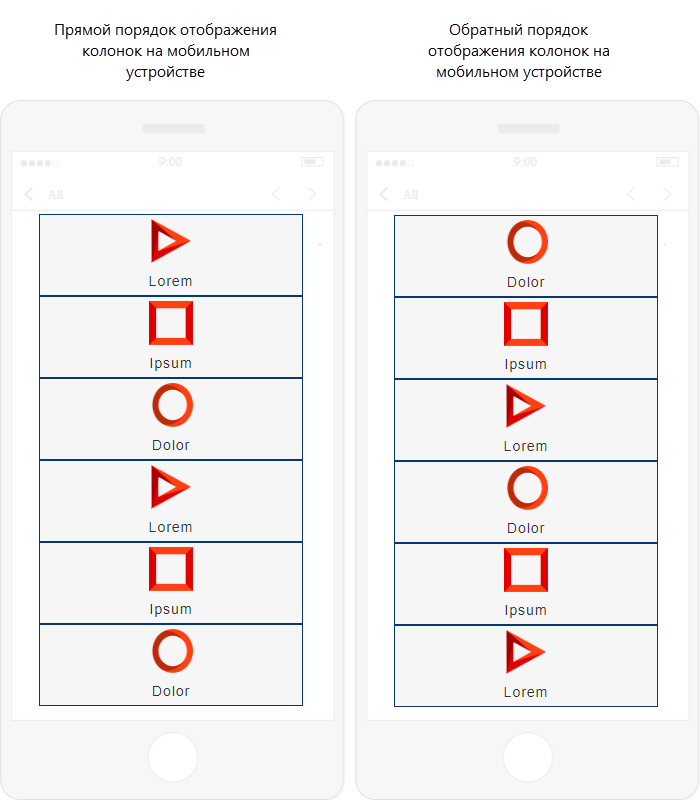 Прямой порядок отображения
колонок на мобильном
устройстве
9:00
All
Lorem
Ipsum
Dolor
Lorem
Ipsum
Dolor
Обратный порядок
отображения колонок на
мобильном устройстве
9:00
All
Dolor
Ipsum
Lorem
Dolor
Ipsum
Lorem